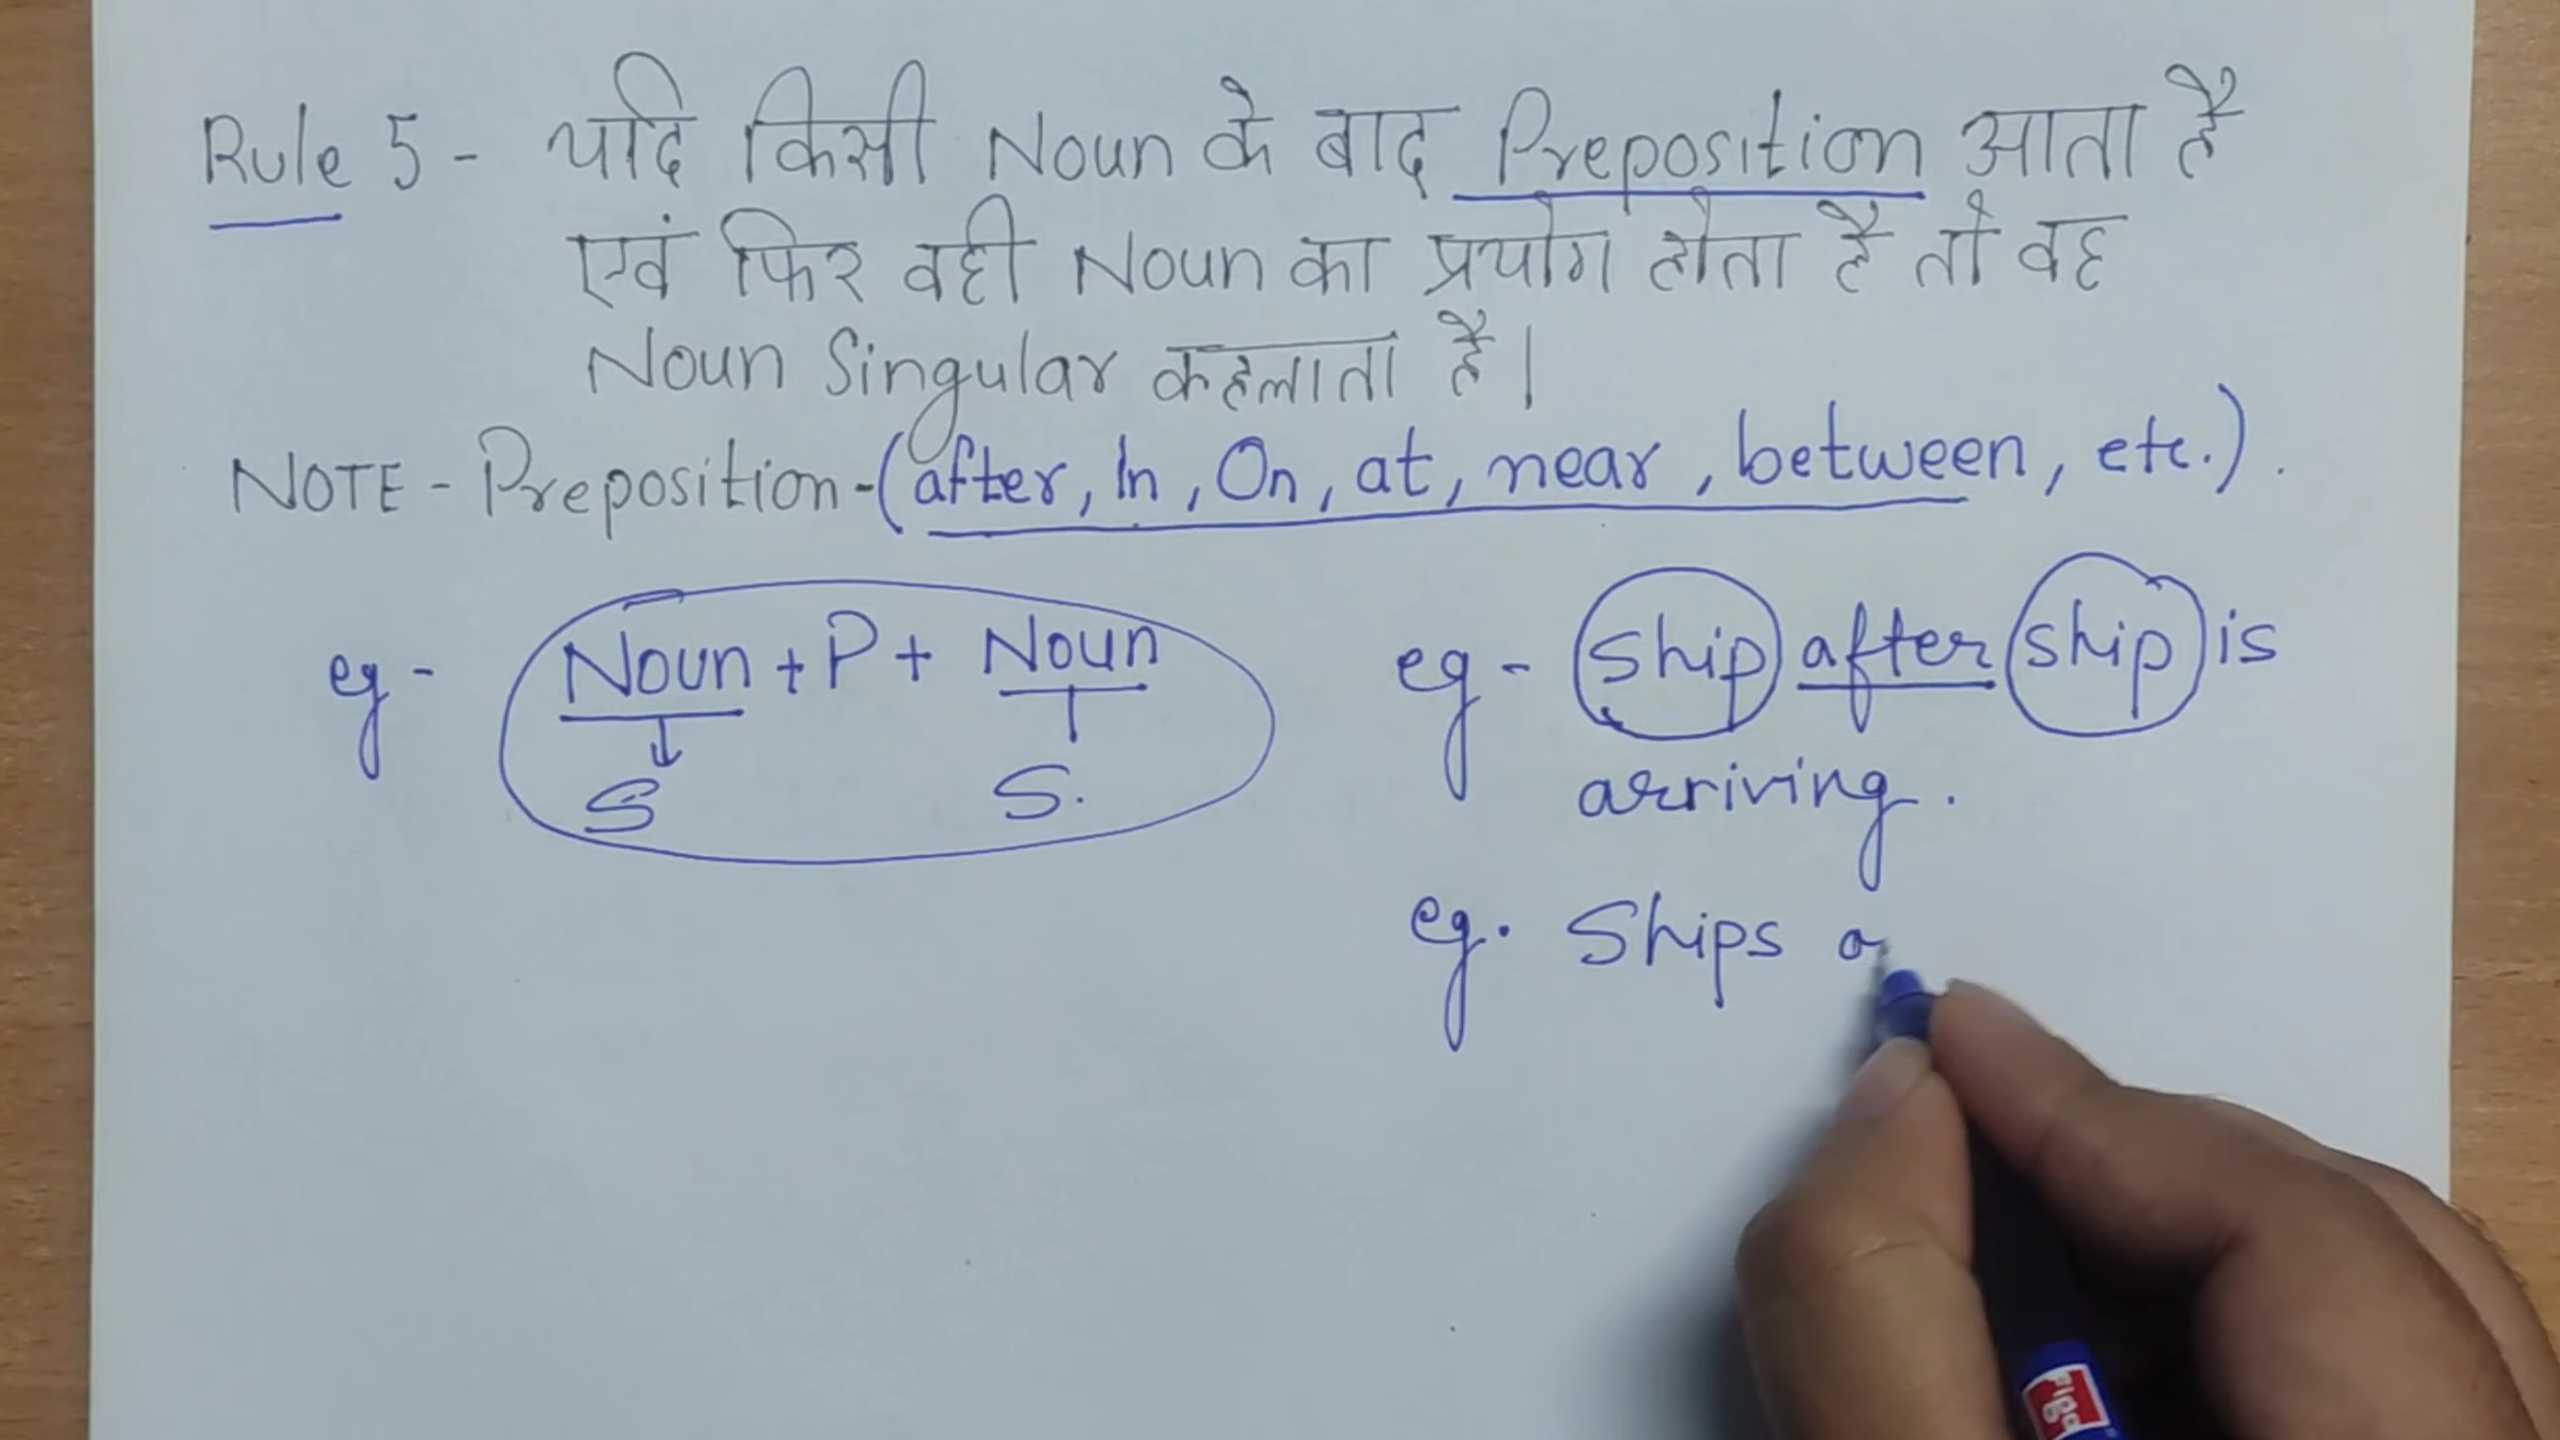 Rule 5 - यदि किसी Noun के बाद Preposition आता है
एवं फिर वही Noun का प्रयोग होता है तो वह
Noun Singular कहलाता है।
NOTE - Preposition - (after, In, On, at, near, between, etc.).
eg - Noun + P + Noun
S S.
eg - Ship after ship is
arriving.
eg. Ships a